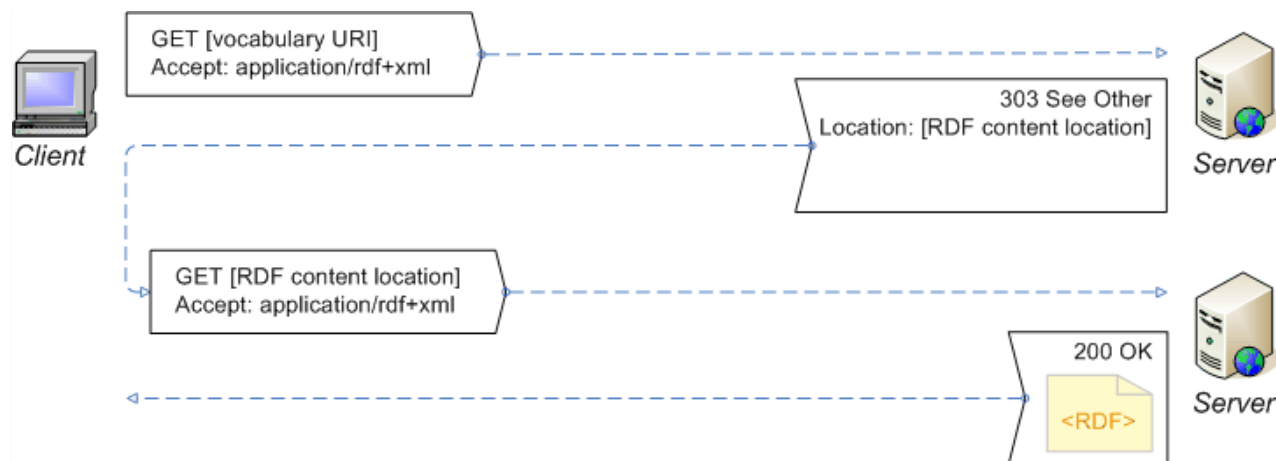 GET [vocabulary URI]
Accept: application/rdf+xml
303 See Other
Location: [RDF content location]
Client
Server
GET [RDF content location]
Accept: application/rdf+xml
200 OK
<RDF>
Server